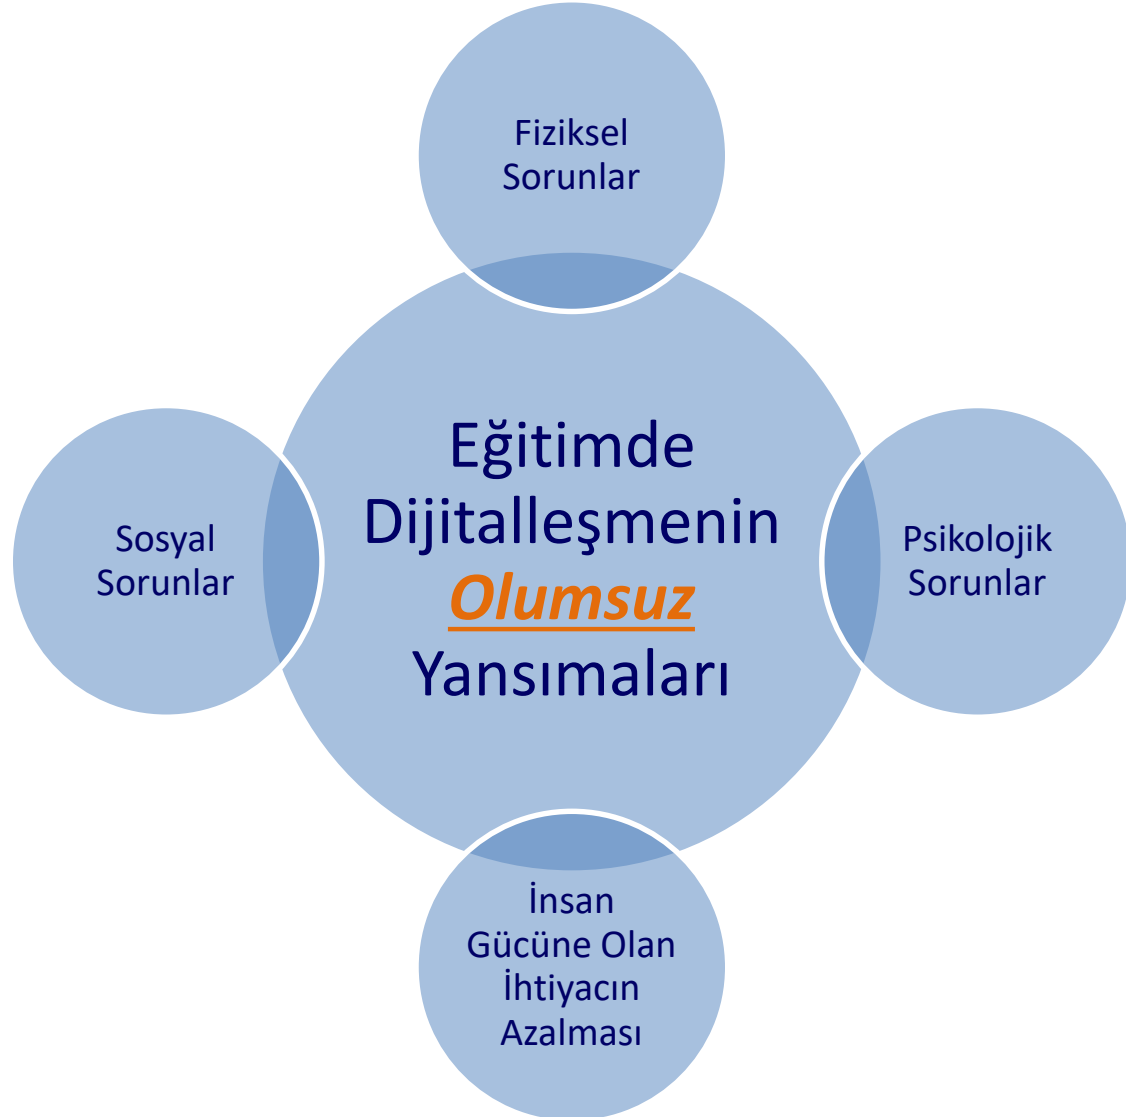 Fiziksel
Sorunlar
Eğitimde
Dijitalleşmenin
Olumsuz
Yansımaları
Psikolojik
Sorunlar
İnsan
Gücüne Olan
İhtiyacın
Azalması
Sosyal
Sorunlar